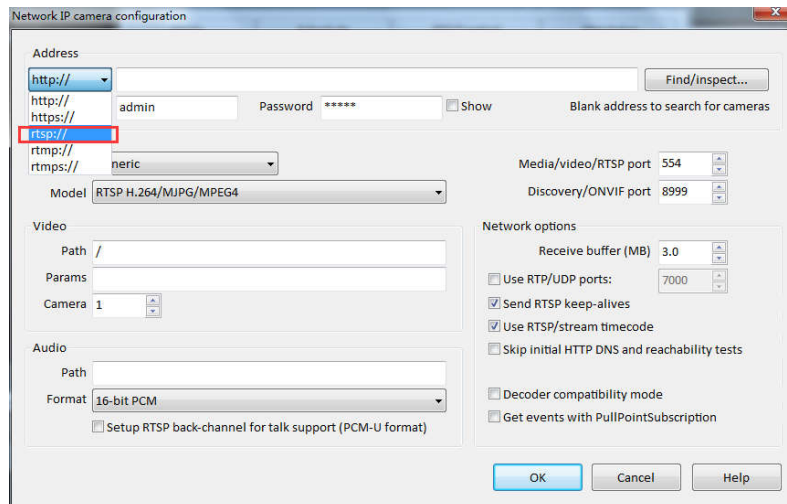 Network IP camera configuration
Address
http://
Find/inspect...
http://
https://
rtsp://
rtmp://
rtmps://
admin
Password *****
Show
Blank address to search for cameras
neric
Media/video/RTSP port 554
Model RTSP H.264/MJPG/MPEG4
Discovery/ONVIF port 8999
Video
Path /
Params
Camera 1
Network options
Receive buffer (MB) 3.0
Use RTP/UDP ports: 7000
Send RTSP keep-alives
Use RTSP/stream timecode
Skip initial HTTP DNS and reachability tests
Decoder compatibility mode
Get events with PullPointSubscription
Audio
Path
Format 16-bit PCM
Setup RTSP back-channel for talk support (PCM-U format)
OK
Cancel
Help